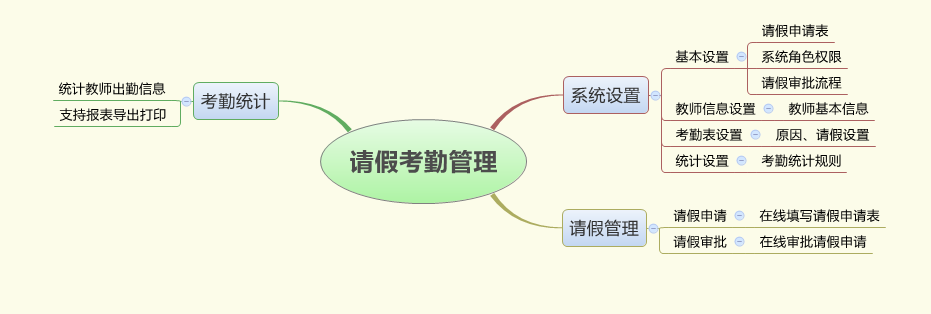 请假考勤管理
系统设置
基本设置
请假申请表
系统角色权限
请假审批流程
教师信息设置
教师基本信息
考勤表设置
原因、请假设置
统计设置
考勤统计规则
请假管理
请假申请
在线填写请假申请表
请假审批
在线审批请假申请
考勤统计
统计教师出勤信息
支持报表导出打印